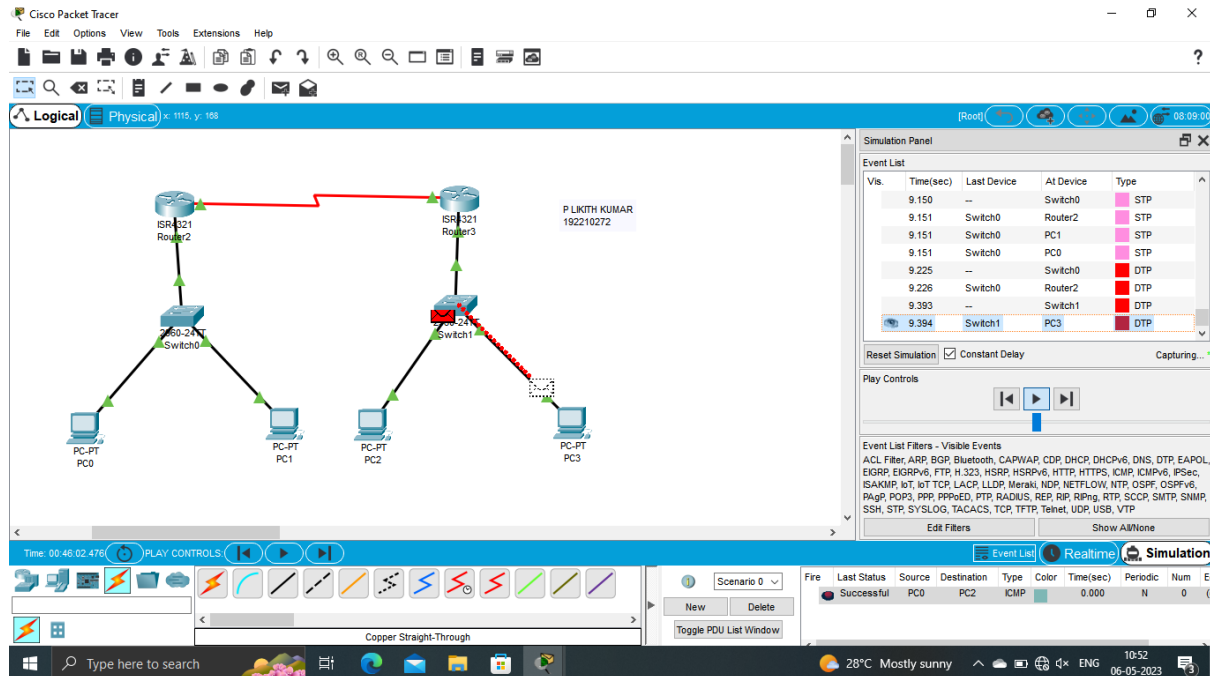 Cisco Packet Tracer
File Edit Options View Tools Extensions Help
?
Logical Physical x: 1115, y: 168 [Root] 08:09:00
ISR4321
Router2
ISR4321
Router3
P LIKITH KUMAR
192210272
2960-24TT
Switch0
2960-24TT
Switch1
PC-PT
PC0
PC-PT
PC1
PC-PT
PC2
PC-PT
PC3
Simulation Panel
Event List
Vis. Time(sec) Last Device At Device Type
9.150 -- Switch0 STP
9.151 Switch0 Router2 STP
9.151 Switch0 PC1 STP
9.151 Switch0 PC0 STP
9.225 -- Switch0 DTP
9.226 Switch0 Router2 DTP
9.393 -- Switch1 DTP
9.394 Switch1 PC3 DTP
Reset Simulation Constant Delay Capturing...
Play Controls
Event List Filters - Visible Events
ACL Filter, ARP, BGP, Bluetooth, CAPWAP, CDP, DHCP, DHCPv6, DNS, DTP, EAPOL,
EIGRP, EIGRPv6, FTP, H.323, HSRP, HSRPv6, HTTP, HTTPS, ICMP, ICMPv6, IPSec,
ISAKMP, IoT, IoT TCP, LACP, LLDP, Meraki, NDP, NETFLOW, NTP, OSPF, OSPFv6,
PAgP, POP3, PPP, PPPoED, PTP, RADIUS, REP, RIP, RIPng, RTP, SCCP, SMTP, SNMP,
SSH, STP, SYSLOG, TACACS, TCP, TFTP, Telnet, UDP, USB, VTP
Edit Filters Show All/None
Time: 00:46:02.476 PLAY CONTROLS: Event List Realtime Simulation
Scenario 0
New Delete
Toggle PDU List Window
Copper Straight-Through
Fire Last Status Source Destination Type Color Time(sec) Periodic Num E
Successful PC0 PC2 ICMP 0.000 N 0 (
Type here to search
28°C Mostly sunny ENG
10:52
06-05-2023
3